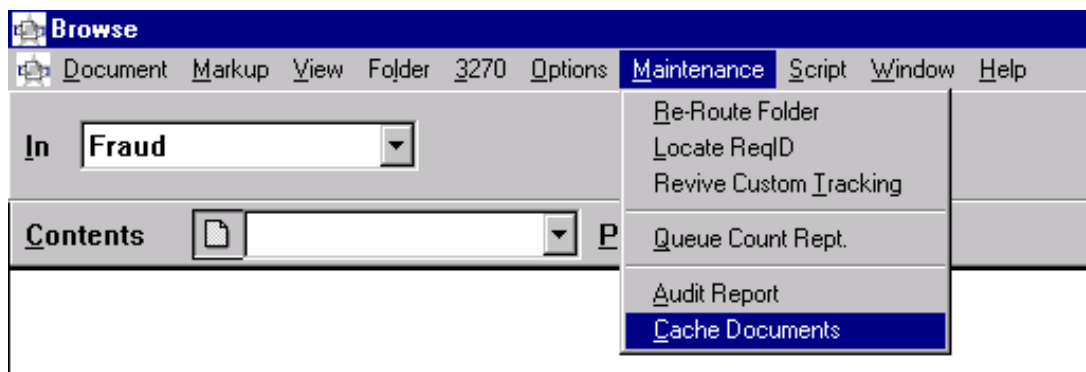 Browse
Document Markup View Folder 3270 Options Maintenance Script Window Help
Re-Route Folder
In Fraud
Locate ReqID
Revive Custom Tracking
Contents P
Queue Count Rept.
Audit Report
Cache Documents